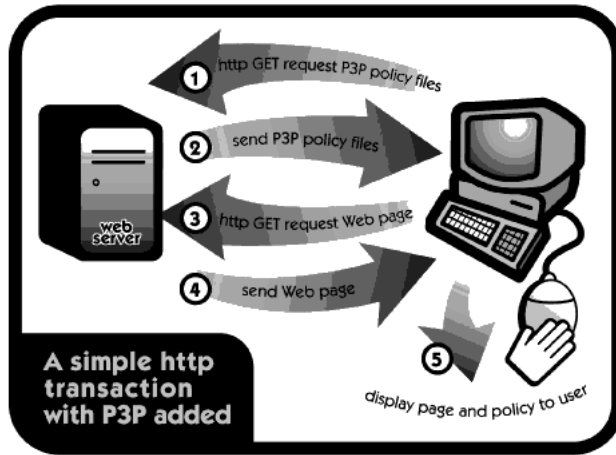 1 http GET request P3P policy files
2 send P3P policy files
3 http GET request Web page
web
server
4 send Web page
5
display page and policy to user
A simple http
transaction
with P3P added